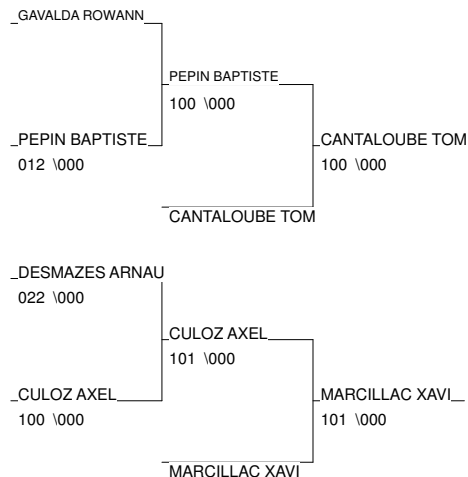 GAVALDA ROWANN
PEPIN BAPTISTE
100 \000
PEPIN BAPTISTE
012 \000
CANTALOUBE TOM
100 \000
CANTALOUBE TOM
DESMAZES ARNAU
022 \000
CULOZ AXEL
101 \000
CULOZ AXEL
100 \000
MARCILLAC XAVI
101 \000
MARCILLAC XAVI